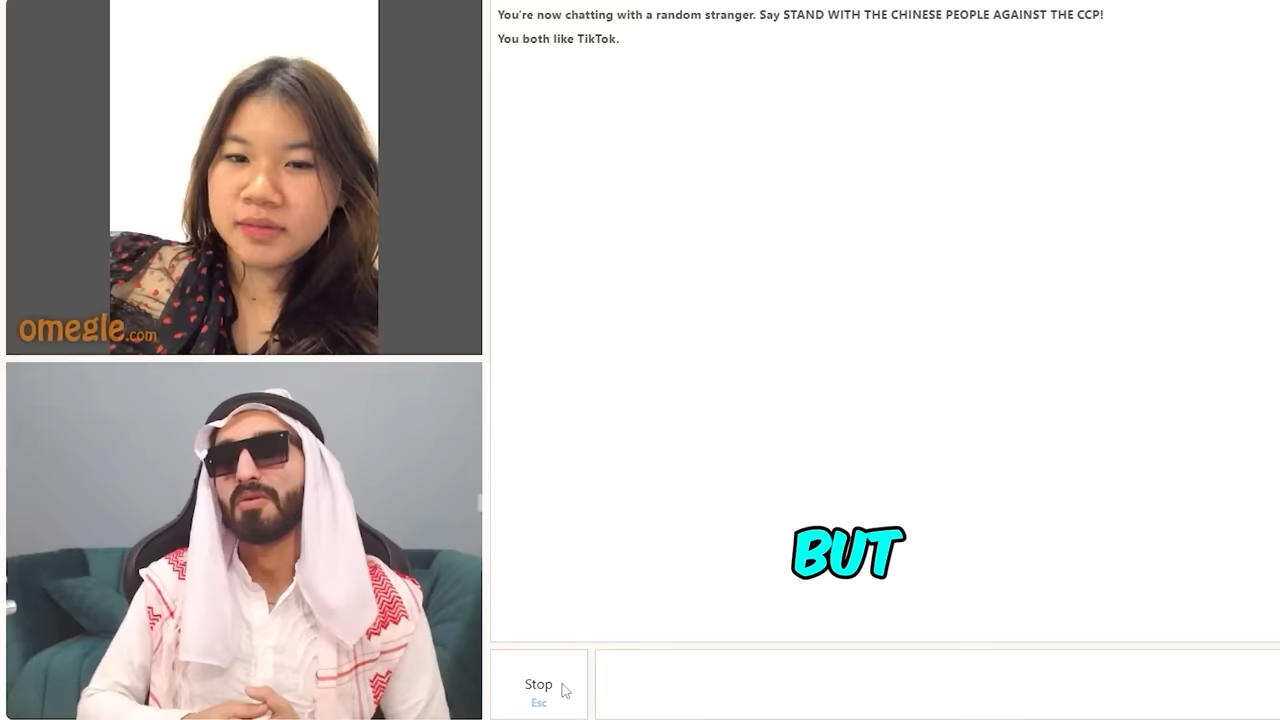 You're now chatting with a random stranger. Say STAND WITH THE CHINESE PEOPLE AGAINST THE CCP!
You both like TikTok.
omegle.com
BUT
Stop
Esc